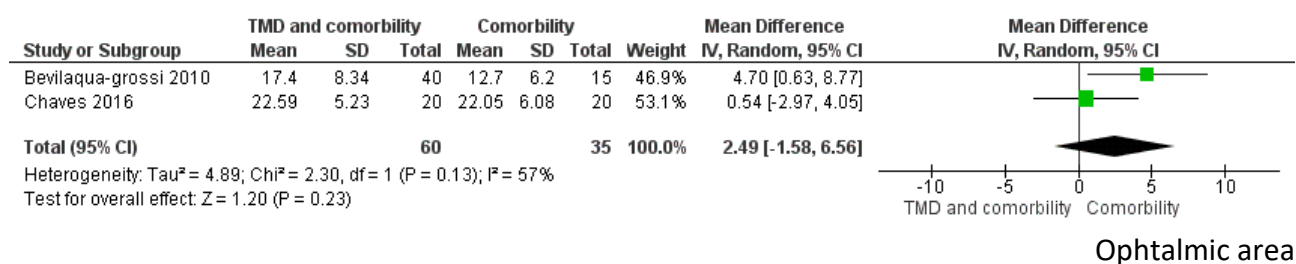 TMD and comorbility Comorbility Mean Difference Mean Difference
Study or Subgroup Mean SD Total Mean SD Total Weight IV, Random, 95% CI IV, Random, 95% CI
Bevilaqua-grossi 2010 17.4 8.34 40 12.7 6.2 15 46.9% 4.70 [0.63, 8.77]
Chaves 2016 22.59 5.23 20 22.05 6.08 20 53.1% 0.54 [-2.97, 4.05]
Total (95% CI) 60 35 100.0% 2.49 [-1.58, 6.56]
Heterogeneity: Tau² = 4.89; Chi² = 2.30, df = 1 (P = 0.13); I² = 57%
Test for overall effect: Z = 1.20 (P = 0.23)
-10 -5 0 5 10
TMD and comorbility Comorbility
Ophtalmic area